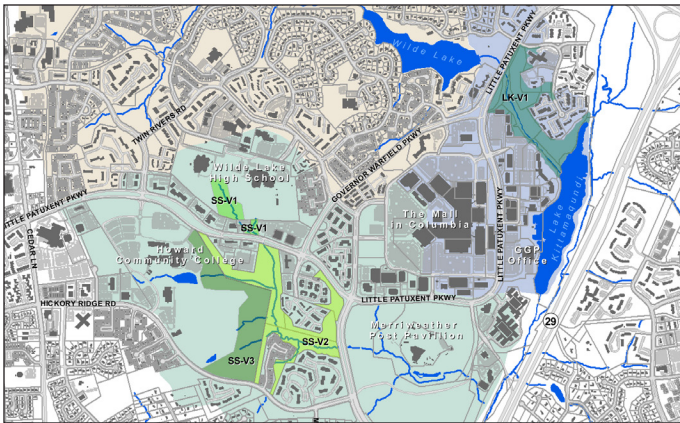 Wilde Lake
LITTLE PATUXENT PKWY
LK-V1
TWIN RIVERS RD
GOVERNOR WARFIELD PKWY
Wilde Lake
High School
SS-V1
LITTLE PATUXENT PKWY
SS-V1
The Mall
in Columbia
LITTLE PATUXENT PKWY
Lake
Kittamaqundi
CEDAR LN
Howard
Community College
GGP
Office
HICKORY RIDGE RD
LITTLE PATUXENT PKWY
29
Merriweather
Post Pavillion
SS-V2
SS-V3